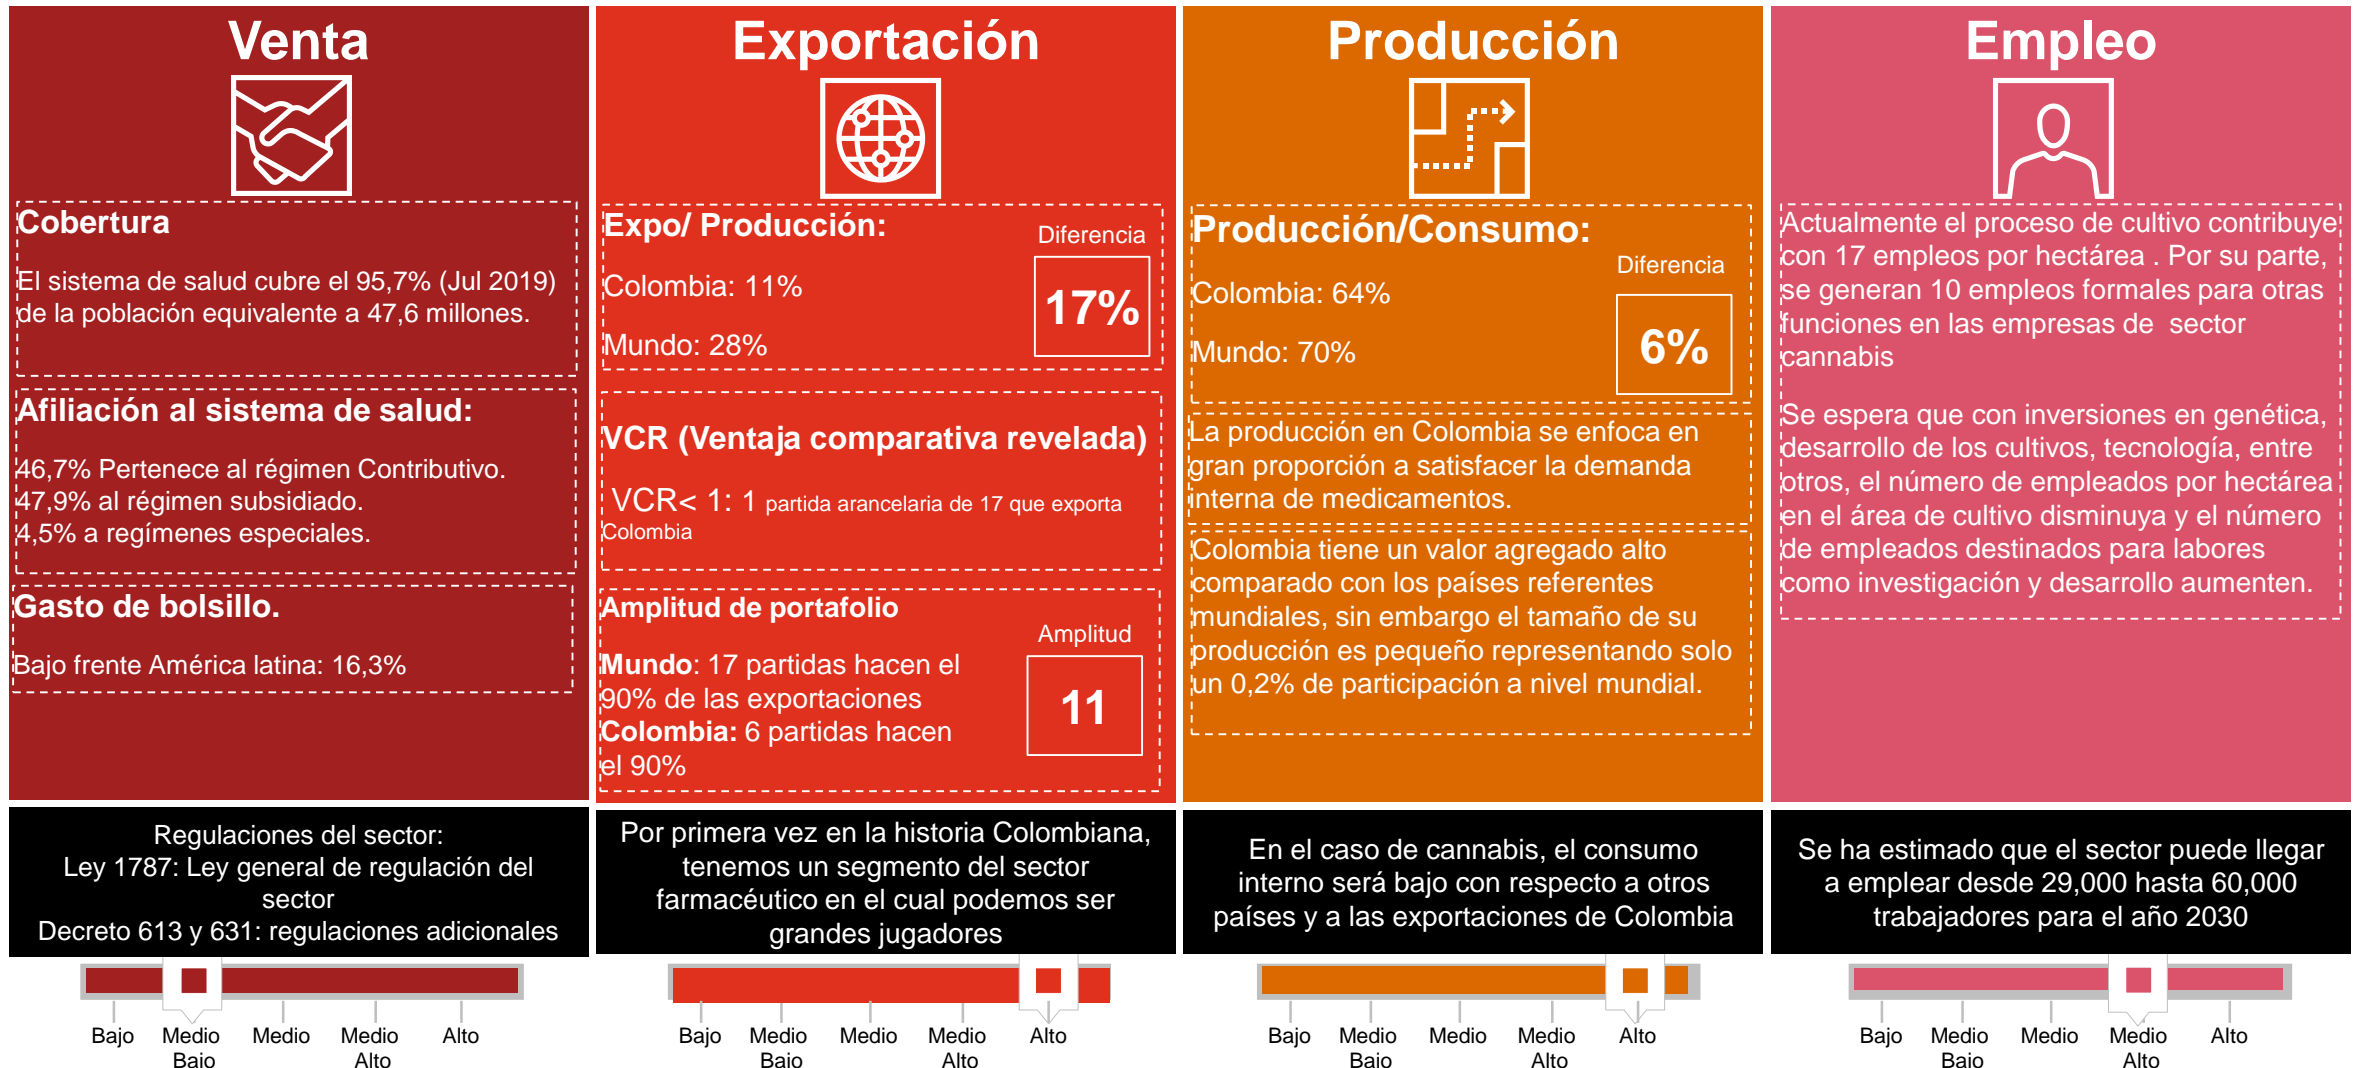 Venta
Cobertura
El sistema de salud cubre el 95,7% (Jul 2019)
de la población equivalente a 47,6 millones.
Afiliación al sistema de salud:
46,7% Pertenece al régimen Contributivo.
47,9% al régimen subsidiado.
4,5% a regímenes especiales.
Gasto de bolsillo.
Bajo frente América latina: 16,3%
Regulaciones del sector:
Ley 1787: Ley general de regulación del
sector
Decreto 613 y 631: regulaciones adicionales
Bajo
Medio
Bajo
Medio
Medio
Alto
Alto
Exportación
Expo/ Producción:
Diferencia
Colombia: 11%
17%
Mundo: 28%
VCR (Ventaja comparativa revelada)
VCR< 1: 1 partida arancelaria de 17 que exporta
Colombia
Amplitud de portafolio
Amplitud
Mundo: 17 partidas hacen el
90% de las exportaciones
11
Colombia: 6 partidas hacen
el 90%
Por primera vez en la historia Colombiana,
tenemos un segmento del sector
farmacéutico en el cual podemos ser
grandes jugadores
Bajo
Medio
Bajo
Medio
Medio
Alto
Alto
Producción
Producción/Consumo:
Diferencia
Colombia: 64%
6%
Mundo: 70%
La producción en Colombia se enfoca en
gran proporción a satisfacer la demanda
interna de medicamentos.
Colombia tiene un valor agregado alto
comparado con los países referentes
mundiales, sin embargo el tamaño de su
producción es pequeño representando solo
un 0,2% de participación a nivel mundial.
En el caso de cannabis, el consumo
interno será bajo con respecto a otros
países y a las exportaciones de Colombia
Bajo
Medio
Bajo
Medio
Medio
Alto
Alto
Empleo
Actualmente el proceso de cultivo contribuye
con 17 empleos por hectárea . Por su parte,
se generan 10 empleos formales para otras
funciones en las empresas de sector
cannabis
Se espera que con inversiones en genética,
desarrollo de los cultivos, tecnología, entre
otros, el número de empleados por hectárea
en el área de cultivo disminuya y el número
de empleados destinados para labores
como investigación y desarrollo aumenten.
Se ha estimado que el sector puede llegar
a emplear desde 29,000 hasta 60,000
trabajadores para el año 2030
Bajo
Medio
Bajo
Medio
Medio
Alto
Alto